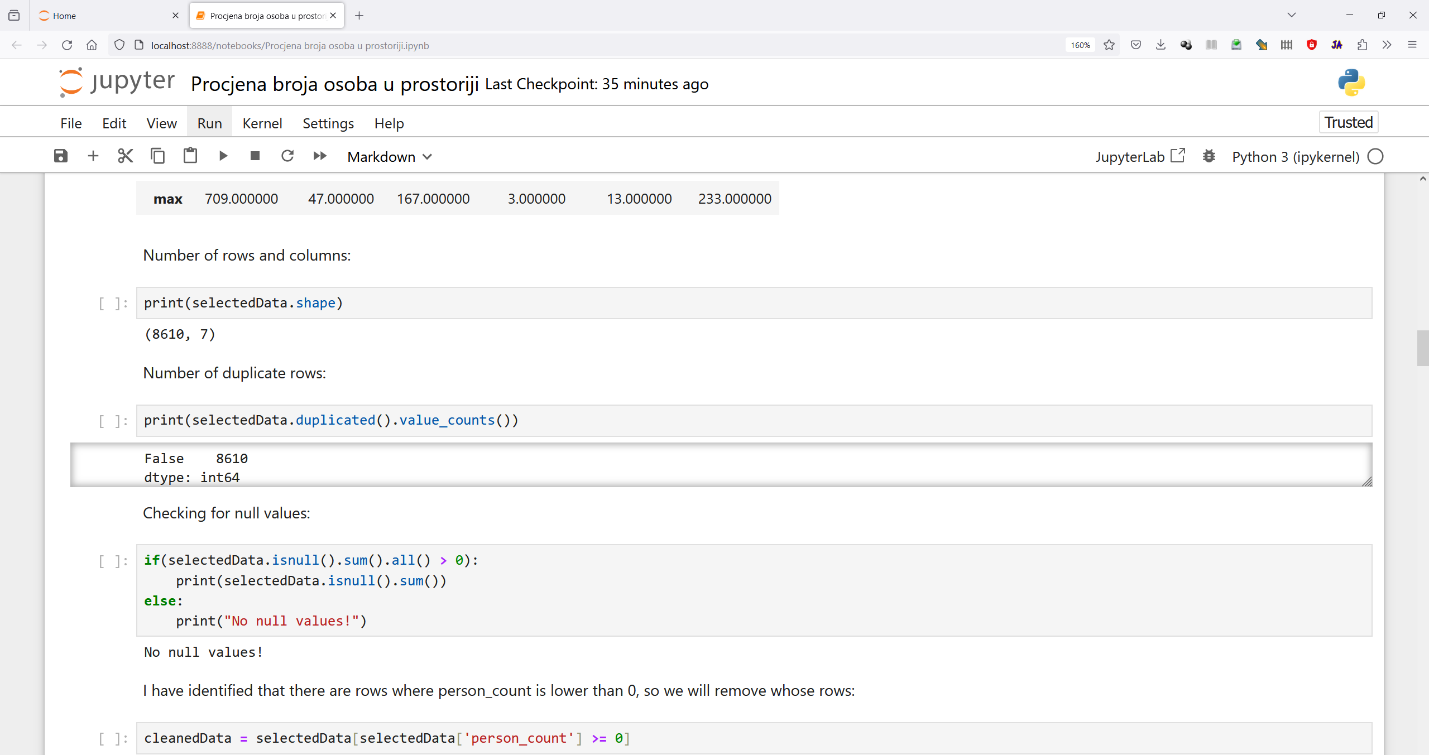 Home
Procjena broja osoba u prostor
localhost:8888/notebooks/Procjena broja osoba u prostoriji.ipynb
160%
JA
jupyter Procjena broja osoba u prostoriji Last Checkpoint: 35 minutes ago
File Edit View Run Kernel Settings Help Trusted
Markdown JupyterLab Python 3 (ipykernel)
max 709.000000 47.000000 167.000000 3.000000 13.000000 233.000000
Number of rows and columns:
[ ]: print(selectedData.shape)
(8610, 7)
Number of duplicate rows:
[ ]: print(selectedData.duplicated().value_counts())
False    8610
dtype: int64
Checking for null values:
[ ]: if(selectedData.isnull().sum().all() > 0):
    print(selectedData.isnull().sum())
else:
    print("No null values!")
No null values!
I have identified that there are rows where person_count is lower than 0, so we will remove whose rows:
[ ]: cleanedData = selectedData[selectedData['person_count'] >= 0]